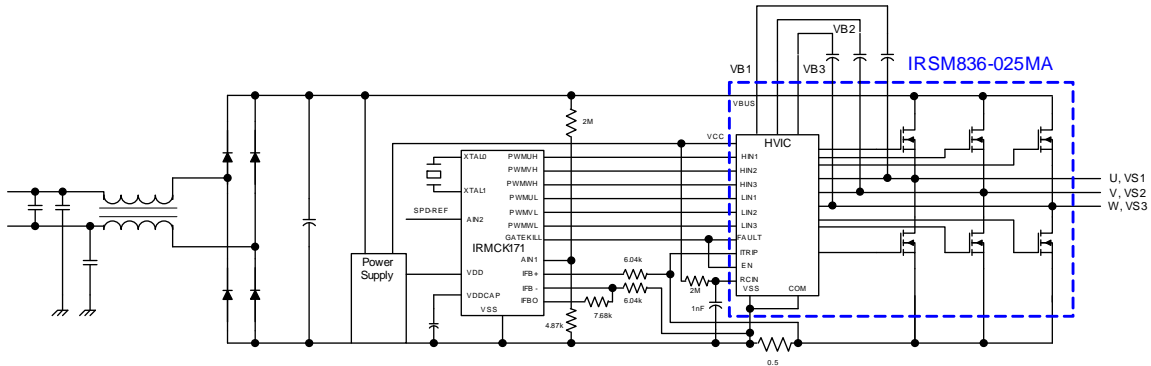 VB2
VB1
VB3
IRSM836-025MA
VBUS
2M
VCC
HVIC
XTAL0
PWMUH
HIN1
PWMVH
HIN2
XTAL1
PWMWH
HIN3
U, VS1
PWMUL
LIN1
V, VS2
SPD-REF
AIN2
PWMVL
LIN2
W, VS3
PWMWL
LIN3
GATEKILL
FAULT
IRMCK171
ITRIP
Power
Supply
AIN1
6.04k
EN
VDD
IFB+
RCIN
2M
IFB -
6.04k
VSS
COM
VDDCAP
IFBO
VSS
7.68k
1nF
4.87k
0.5